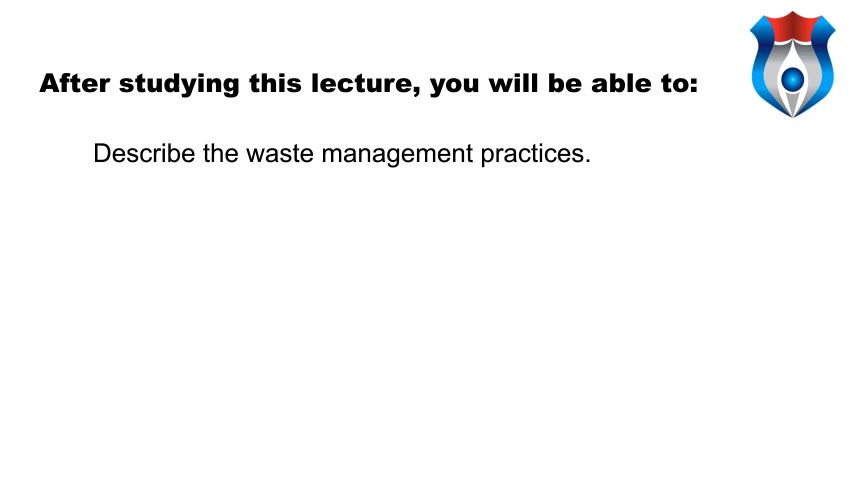 After studying this lecture, you will be able to:
Describe the waste management practices.